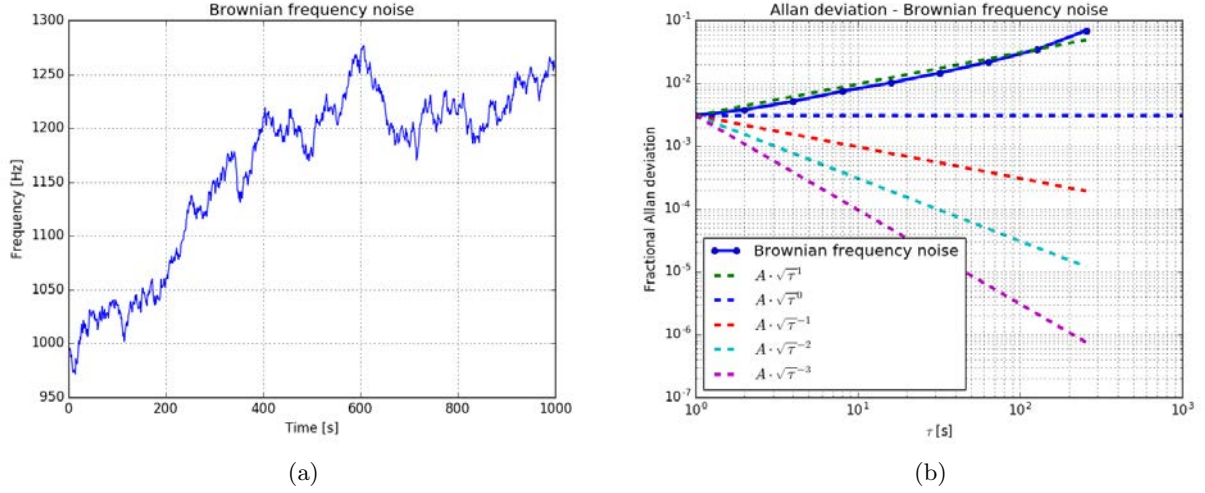 Brownian frequency noise
1300
1250
1200
1150
1100
1050
1000
950
Frequency [Hz]
0 200 400 600 800 1000
Time [s]
(a)
Allan deviation - Brownian frequency noise
10^-1
10^-2
10^-3
10^-4
10^-5
10^-6
10^-7
Fractional Allan deviation
Brownian frequency noise
A · √τ^1
A · √τ^0
A · √τ^-1
A · √τ^-2
A · √τ^-3
10^0 10^1 10^2 10^3
τ [s]
(b)